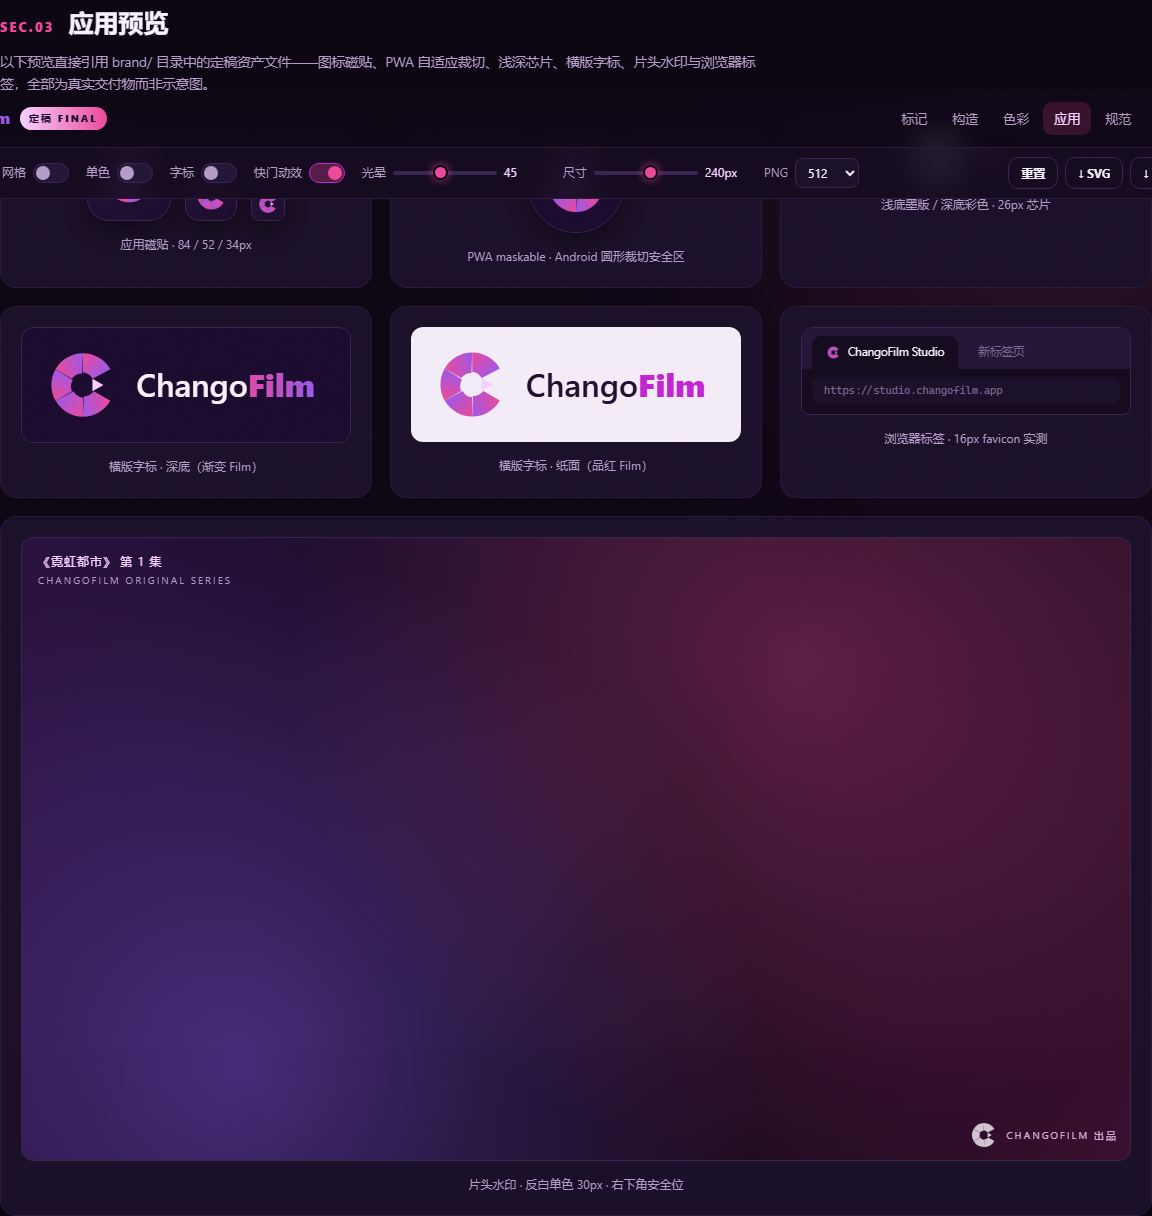 SEC.03 应用预览
以下预览直接引用 brand/ 目录中的定稿资产文件——图标磁贴、PWA 自适应裁切、浅深芯片、横版字标、片头水印与浏览器标
签，全部为真实交付物而非示意图。
m 定稿 FINAL 标记 构造 色彩 应用 规范
网格 单色 字标 快门动效 光晕 45 尺寸 240px PNG 512 重置 ↓ SVG ↓
应用磁贴 · 84 / 52 / 34px
PWA maskable · Android 圆形裁切安全区
浅底墨版 / 深底彩色 · 26px 芯片
ChangoFilm
横版字标 · 深底（渐变 Film）
ChangoFilm
横版字标 · 纸面（品红 Film）
ChangoFilm Studio 新标签页
https://studio.changofilm.app
浏览器标签 · 16px favicon 实测
《霓虹都市》 第 1 集
CHANGOFILM ORIGINAL SERIES
CHANGOFILM 出品
片头水印 · 反白单色 30px · 右下角安全位